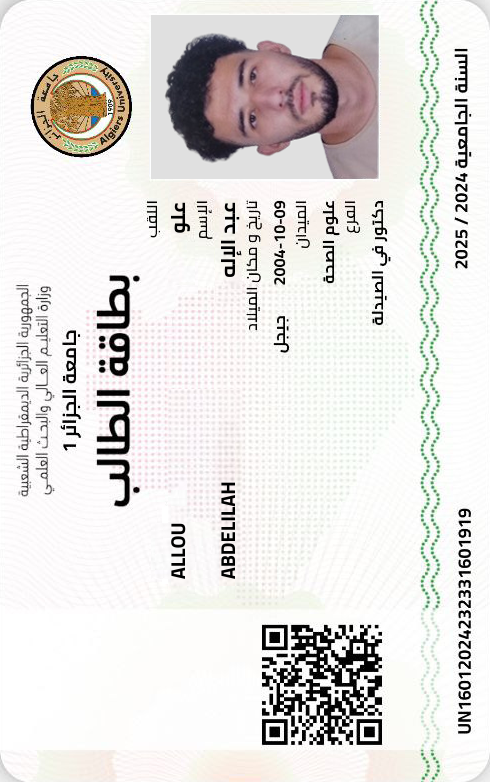 الجمهورية الجزائرية الديمقراطية الشعبية
وزارة التعليم العالي والبحث العلمي
جامعة الجزائر 1
بطاقة الطالب
جامعة الجزائر
Algiers University
1909
اللقب
علو
ALLOU
الإسم
عبد الإله
ABDELILAH
تاريخ و مكان الميلاد
2004-10-09 جيجل
الميدان
علوم الصحة
الفرع
دكتور في الصيدلة
السنة الجامعية 2024 / 2025
UN16012024232331601919